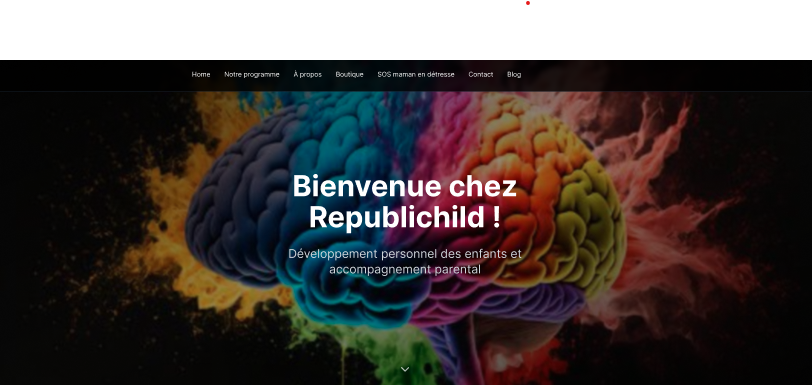 Home Notre programme À propos Boutique SOS maman en détresse Contact Blog
Bienvenue chez
Republichild !
Développement personnel des enfants et
accompagnement parental